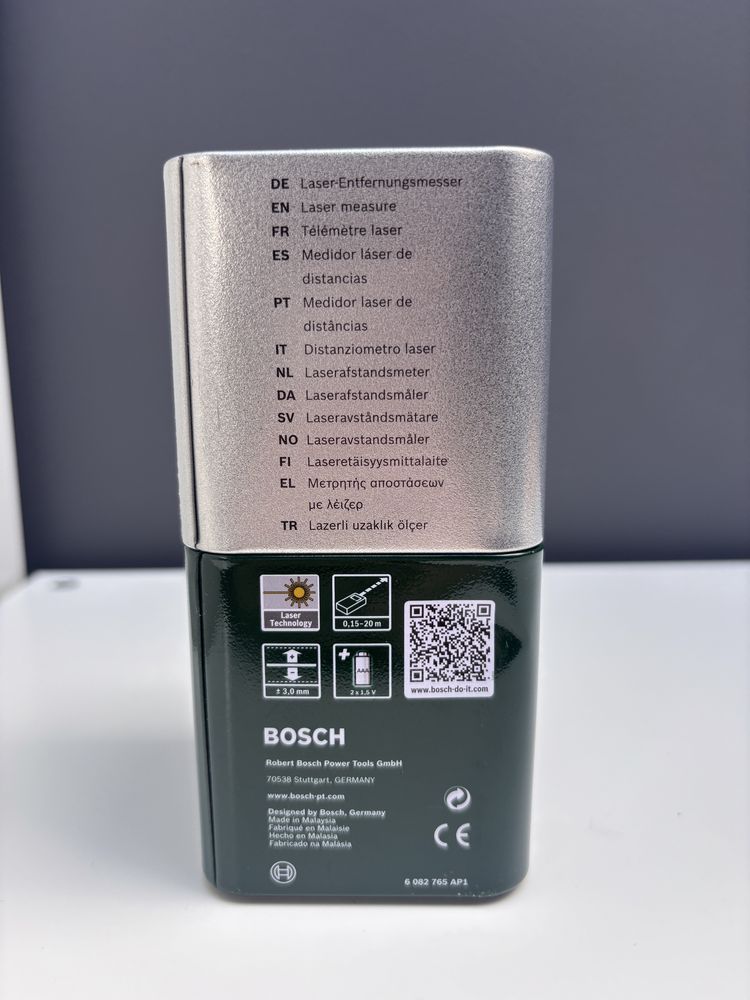 DE Laser-Entfernungsmesser
EN Laser measure
FR Télémètre laser
ES Medidor láser de
distancias
PT Medidor laser de
distâncias
IT Distanziometro laser
NL Laserafstandsmeter
DA Laserafstandsmåler
SV Laseravståndsmätare
NO Laseravstandsmåler
FI Laseretäisyysmittalaite
EL Μετρητής αποστάσεων
με λέιζερ
TR Lazerli uzaklık ölçer
Laser
Technology
0,15-20 m
± 3,0 mm
AAA
2 x 1,5 V
www.bosch-do-it.com
BOSCH
Robert Bosch Power Tools GmbH
70538 Stuttgart, GERMANY
www.bosch-pt.com
Designed by Bosch, Germany
Made in Malaysia
Fabriqué en Malaisie
Hecho en Malasia
Fabricado na Malásia
CE
6 082 765 AP1